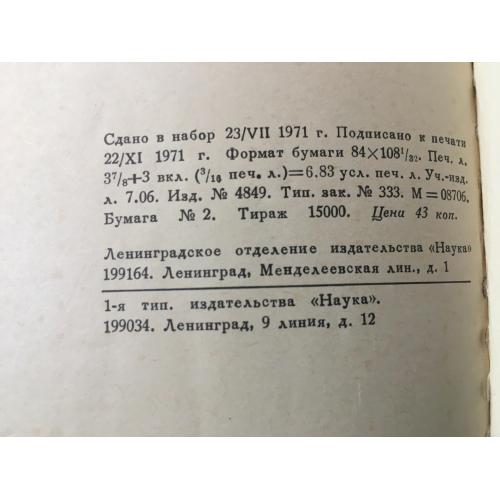 Сдано в набор 23/VII 1971 г. Подписано к печати
22/XI 1971 г. Формат бумаги 84×108¹/₃₂. Печ. л.
3⁷/₈+3 вкл. (³/₁₆ печ. л.)=6.83 усл. печ. л. Уч.-изд.
л. 7.06. Изд. № 4849. Тип. зак. № 333. М=08706.
Бумага № 2. Тираж 15000. Цена 43 коп.
Ленинградское отделение издательства «Наука»
199164. Ленинград, Менделеевская лин., д. 1
1-я тип. издательства «Наука».
199034. Ленинград, 9 линия, д. 12